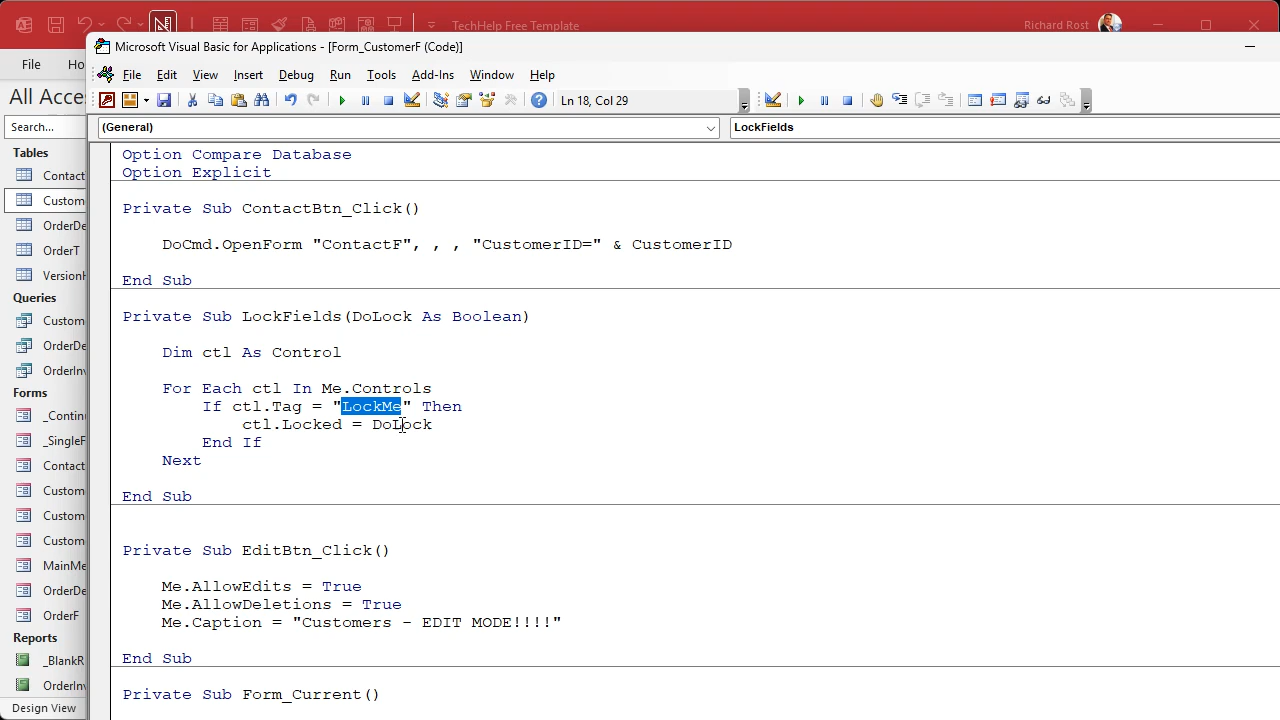 TechHelp Free Template
Richard Rost
Microsoft Visual Basic for Applications - [Form_CustomerF (Code)]
File
Ho
File Edit View Insert Debug Run Tools Add-Ins Window Help
All Acce
Ln 18, Col 29
Search...
(General)
LockFields
Tables
Contact
Custom
OrderDe
OrderT
Version
Queries
Custom
OrderDe
OrderInv
Forms
_Contin
_SingleF
Contact
Custom
Custom
Custom
MainMe
OrderDe
OrderF
Reports
_BlankR
OrderInv
Design View
Option Compare Database
Option Explicit
Private Sub ContactBtn_Click()
DoCmd.OpenForm "ContactF", , , "CustomerID=" & CustomerID
End Sub
Private Sub LockFields(DoLock As Boolean)
Dim ctl As Control
For Each ctl In Me.Controls
If ctl.Tag = "LockMe" Then
ctl.Locked = DoLock
End If
Next
End Sub
Private Sub EditBtn_Click()
Me.AllowEdits = True
Me.AllowDeletions = True
Me.Caption = "Customers - EDIT MODE!!!!"
End Sub
Private Sub Form_Current()